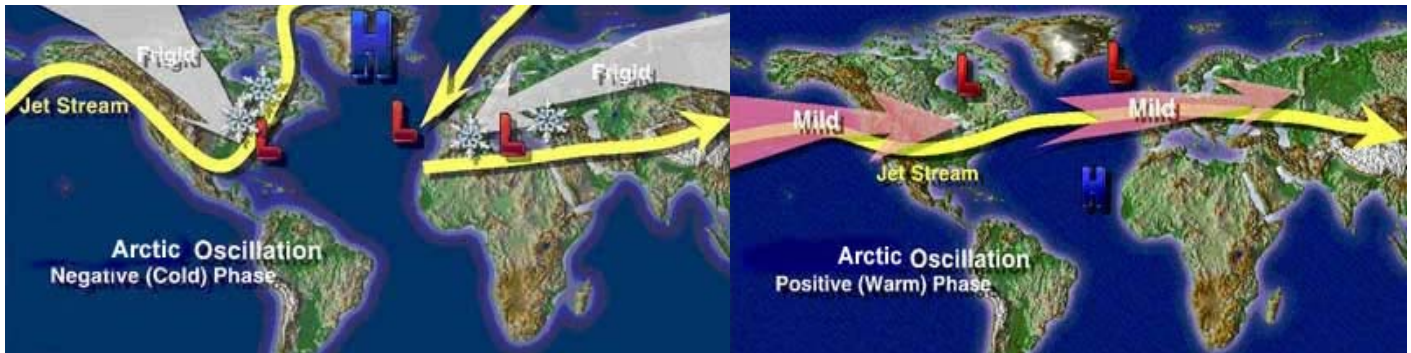 H
Frigid
Frigid
Jet Stream
L
L
L
Arctic Oscillation
Negative (Cold) Phase
L
L
Mild
Mild
Jet Stream
H
Arctic Oscillation
Positive (Warm) Phase